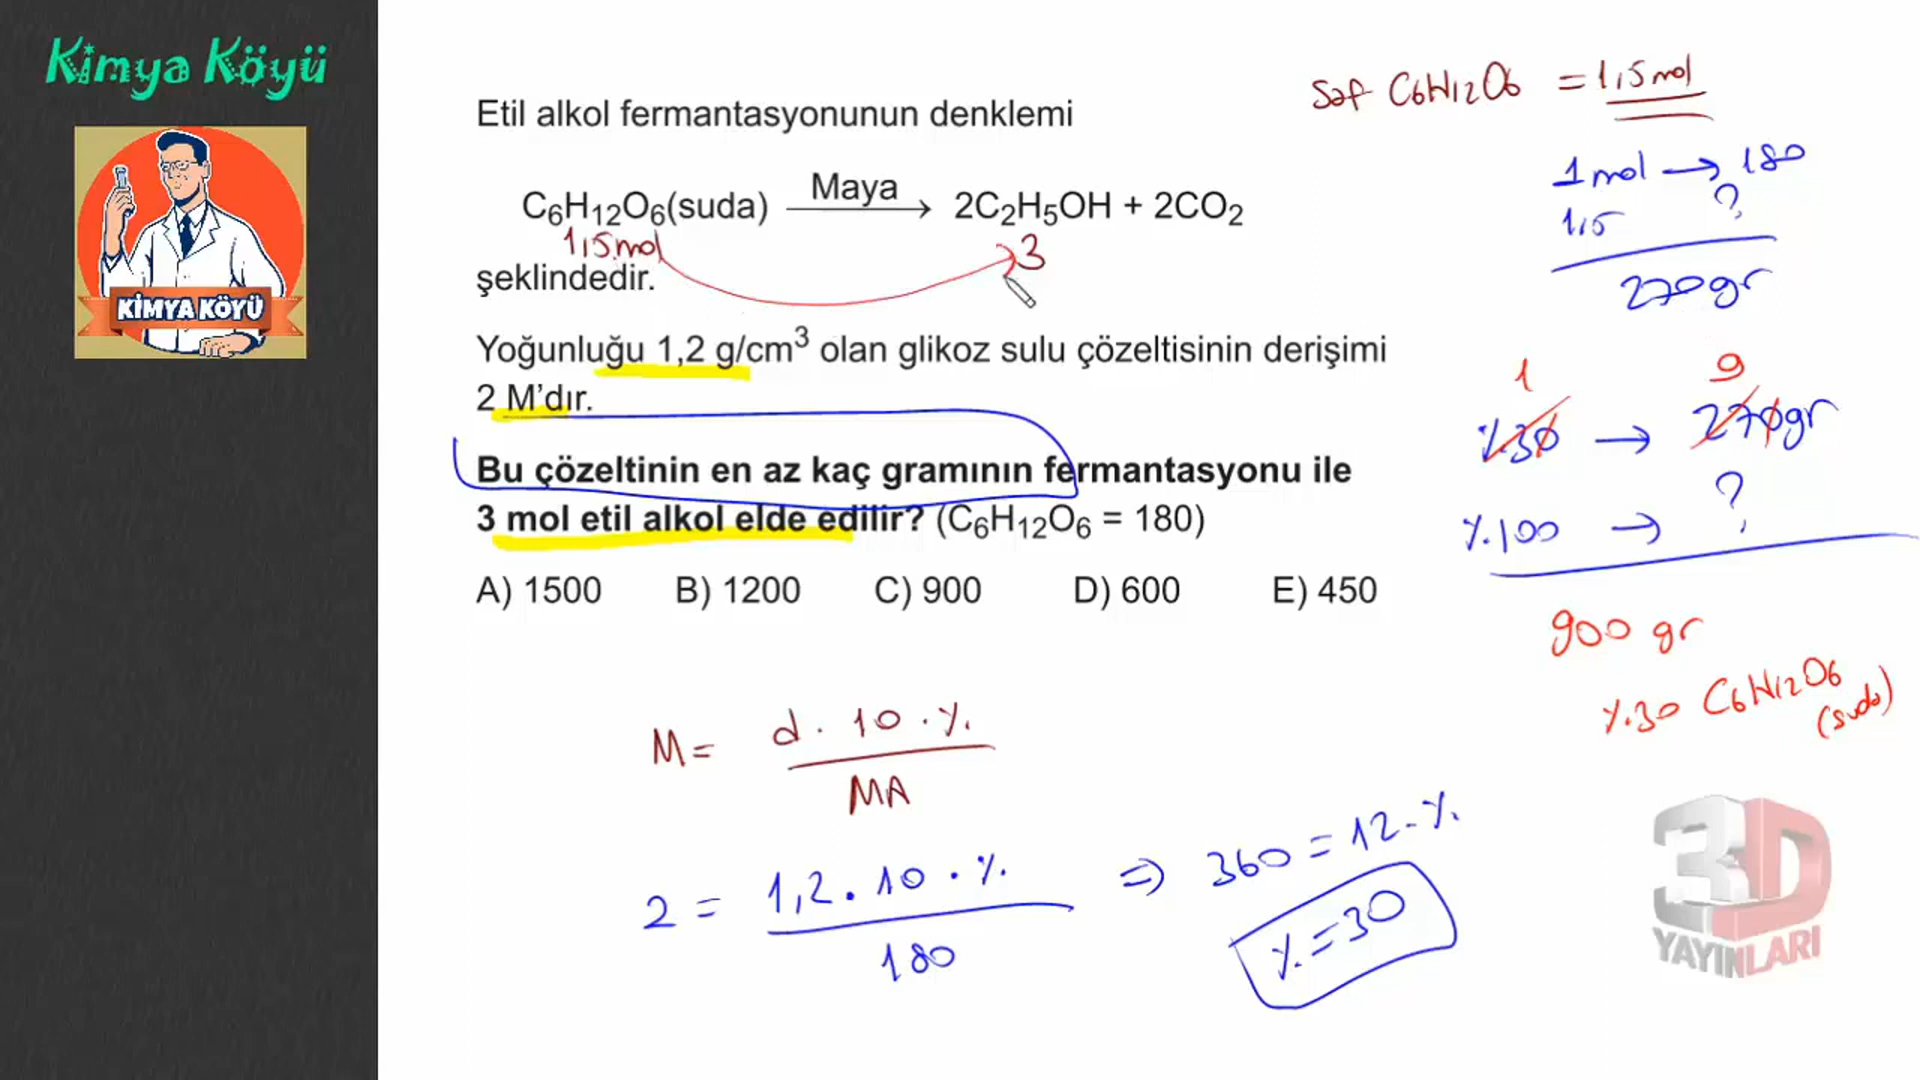 Kimya Köyü
KİMYA KÖYÜ
Etil alkol fermantasyonunun denklemi
C6H12O6(suda) Maya → 2C2H5OH + 2CO2
1,5mol 3
şeklindedir.
Yoğunluğu 1,2 g/cm³ olan glikoz sulu çözeltisinin derişimi
2 M'dır.
Bu çözeltinin en az kaç gramının fermantasyonu ile
3 mol etil alkol elde edilir? (C6H12O6 = 180)
A) 1500 B) 1200 C) 900 D) 600 E) 450
M = d . 10 . %
MA
2 = 1,2 . 10 . %
180
⇒ 360 = 12 . %
% = 30
Saf C6H12O6 = 1,5 mol
1 mol → 180
1,5 ?
270 gr
1 9
%30 → 270 gr
%.100 → ?
900 gr
%.30 C6H12O6
(suda)
3D
YAYINLARI